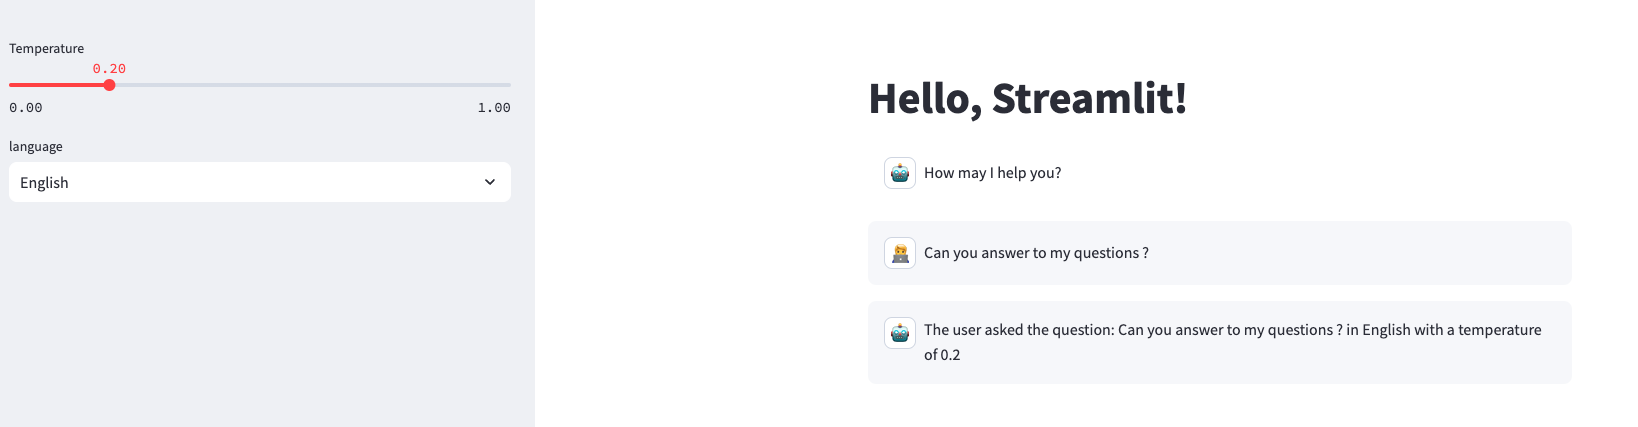 Temperature
0.20
0.00 1.00
language
English
Hello, Streamlit!
How may I help you?
Can you answer to my questions ?
The user asked the question: Can you answer to my questions ? in English with a temperature
of 0.2